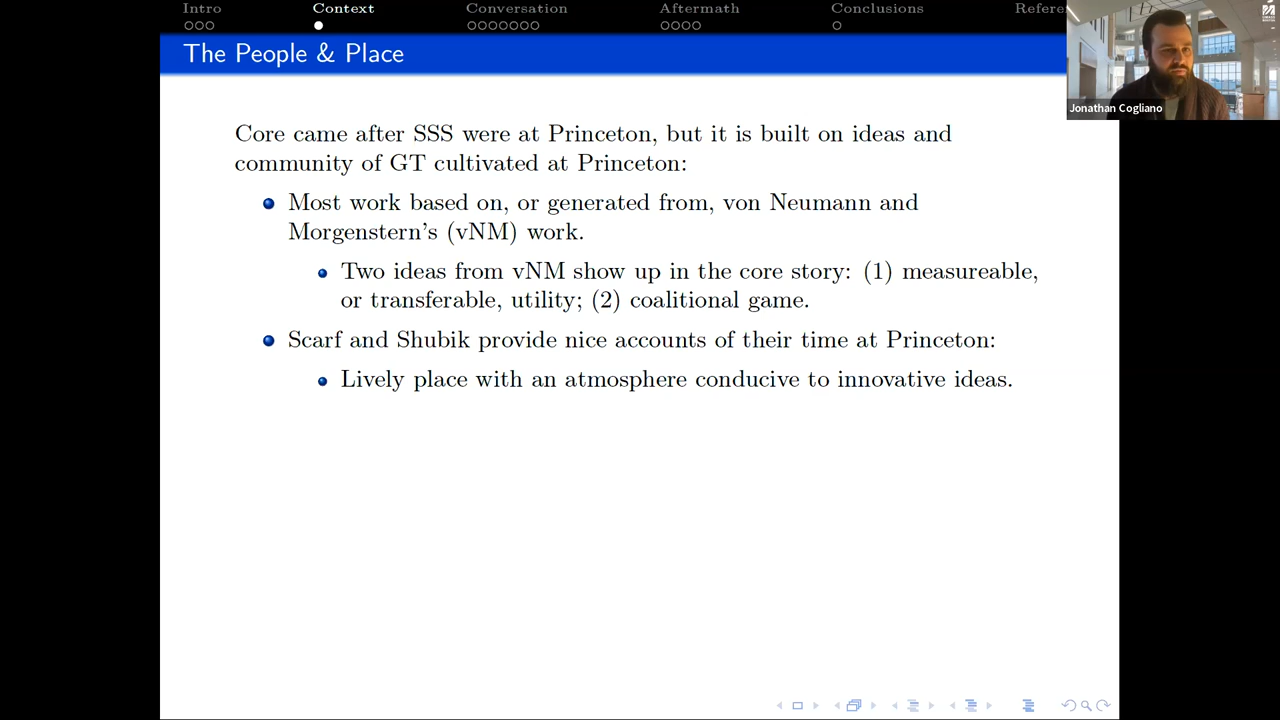 Intro Context Conversation Aftermath Conclusions Refere
The People & Place
Jonathan Cogliano
Core came after SSS were at Princeton, but it is built on ideas and
community of GT cultivated at Princeton:
Most work based on, or generated from, von Neumann and
Morgenstern's (vNM) work.
Two ideas from vNM show up in the core story: (1) measureable,
or transferable, utility; (2) coalitional game.
Scarf and Shubik provide nice accounts of their time at Princeton:
Lively place with an atmosphere conducive to innovative ideas.